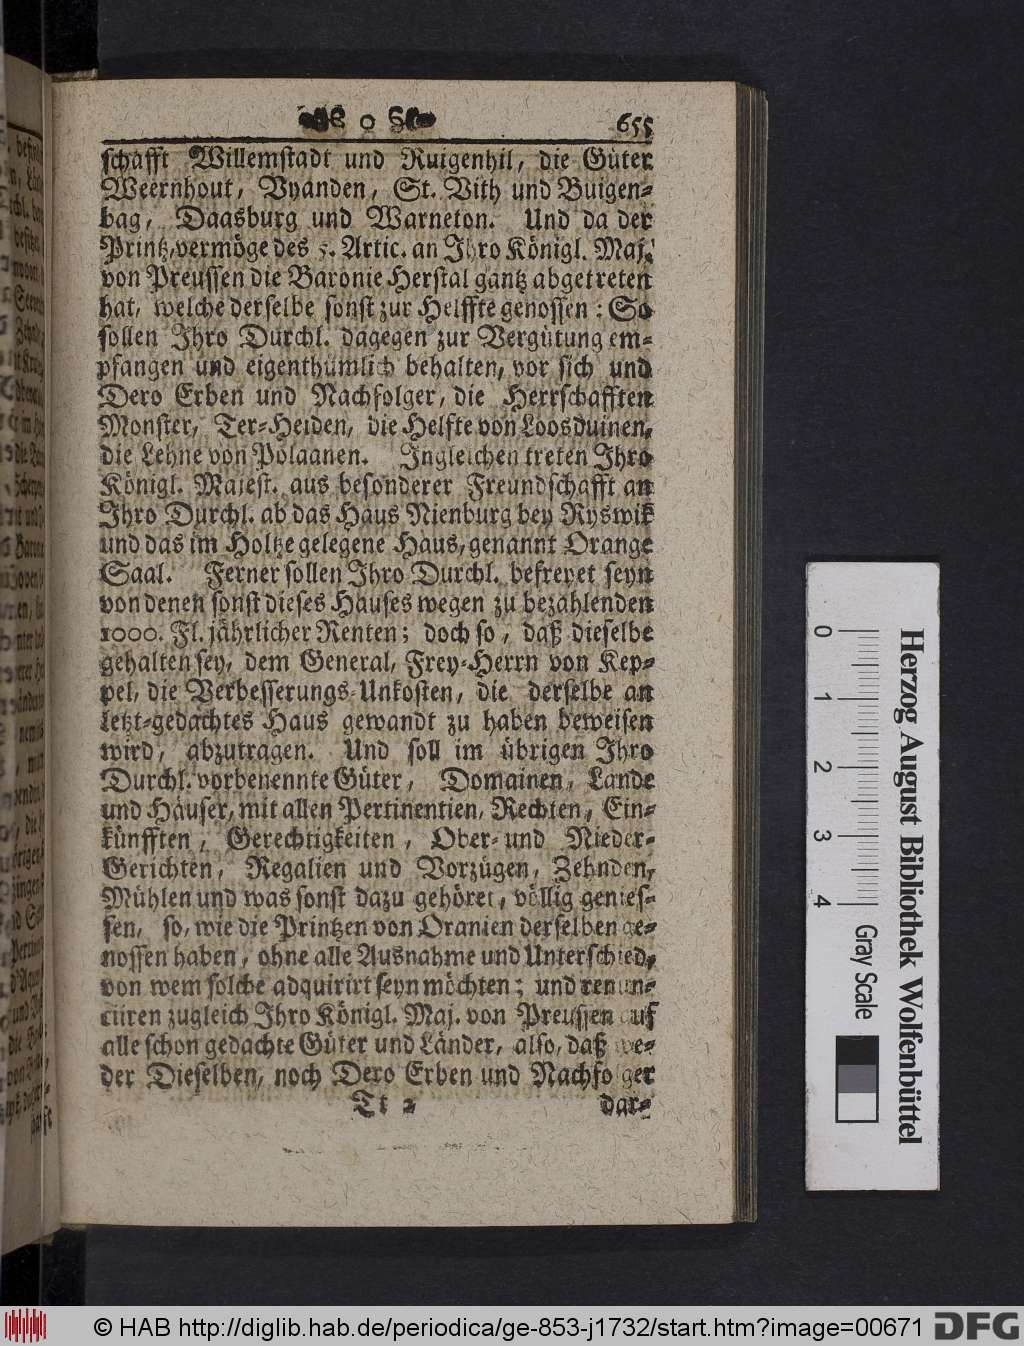 o 655
schafft Willemstadt und Ruigenhil, die Güter
Weernhout, Vyanden, St. Vith und Buigen-
bag, Daasburg und Warneton. Und da der
Printz, vermöge des 5. Artic. an Ihro Königl. Maj.
von Preussen die Baronie Herstal gantz abgetreten
hat, welche derselbe sonst zur Helffte genossen: So
sollen Ihro Durchl. dagegen zur Vergütung em-
pfangen und eigenthümlich behalten, vor sich und
Dero Erben und Nachfolger, die Herrschafften
Monster, Ter-Heiden, die Helfte von Loosduinen,
die Lehne von Polaanen. Ingleichen treten Ihro
Königl. Majest. aus besonderer Freundschafft an
Ihro Durchl. ab das Haus Nienburg bey Ryswik
und das im Holtze gelegene Haus, genannt Orange
Saal. Ferner sollen Ihro Durchl. befreyet seyn
von denen sonst dieses Hauses wegen zu bezahlenden
1000. Fl. jährlicher Renten; doch so, daß dieselbe
gehalten sey, dem General, Frey-Herrn von Kep-
pel, die Verbesserungs-Unkosten, die derselbe an
letzt-gedachtes Haus gewandt zu haben beweisen
wird, abzutragen. Und soll im übrigen Ihro
Durchl. vorbenennte Güter, Domainen, Lande
und Häuser, mit allen Pertinentien, Rechten, Ein-
künfften, Gerechtigkeiten, Ober- und Nieder-
Gerichten, Regalien und Vorzügen, Zehnden,
Mühlen und was sonst dazu gehöret, völlig genies-
sen, so, wie die Printzen von Oranien derselben ge-
nossen haben, ohne alle Ausnahme und Unterschied,
von wem solche adquirirt seyn möchten; und renun-
ciiren zugleich Ihro Königl. Maj. von Preussen auf
alle schon gedachte Güter und Länder, also, daß we-
der Dieselben, noch Dero Erben und Nachfolger
Tt 2 dar-
0 1 2 3 4 Gray Scale
Herzog August Bibliothek Wolfenbüttel
© HAB http://diglib.hab.de/periodica/ge-853-j1732/start.htm?image=00671 DFG